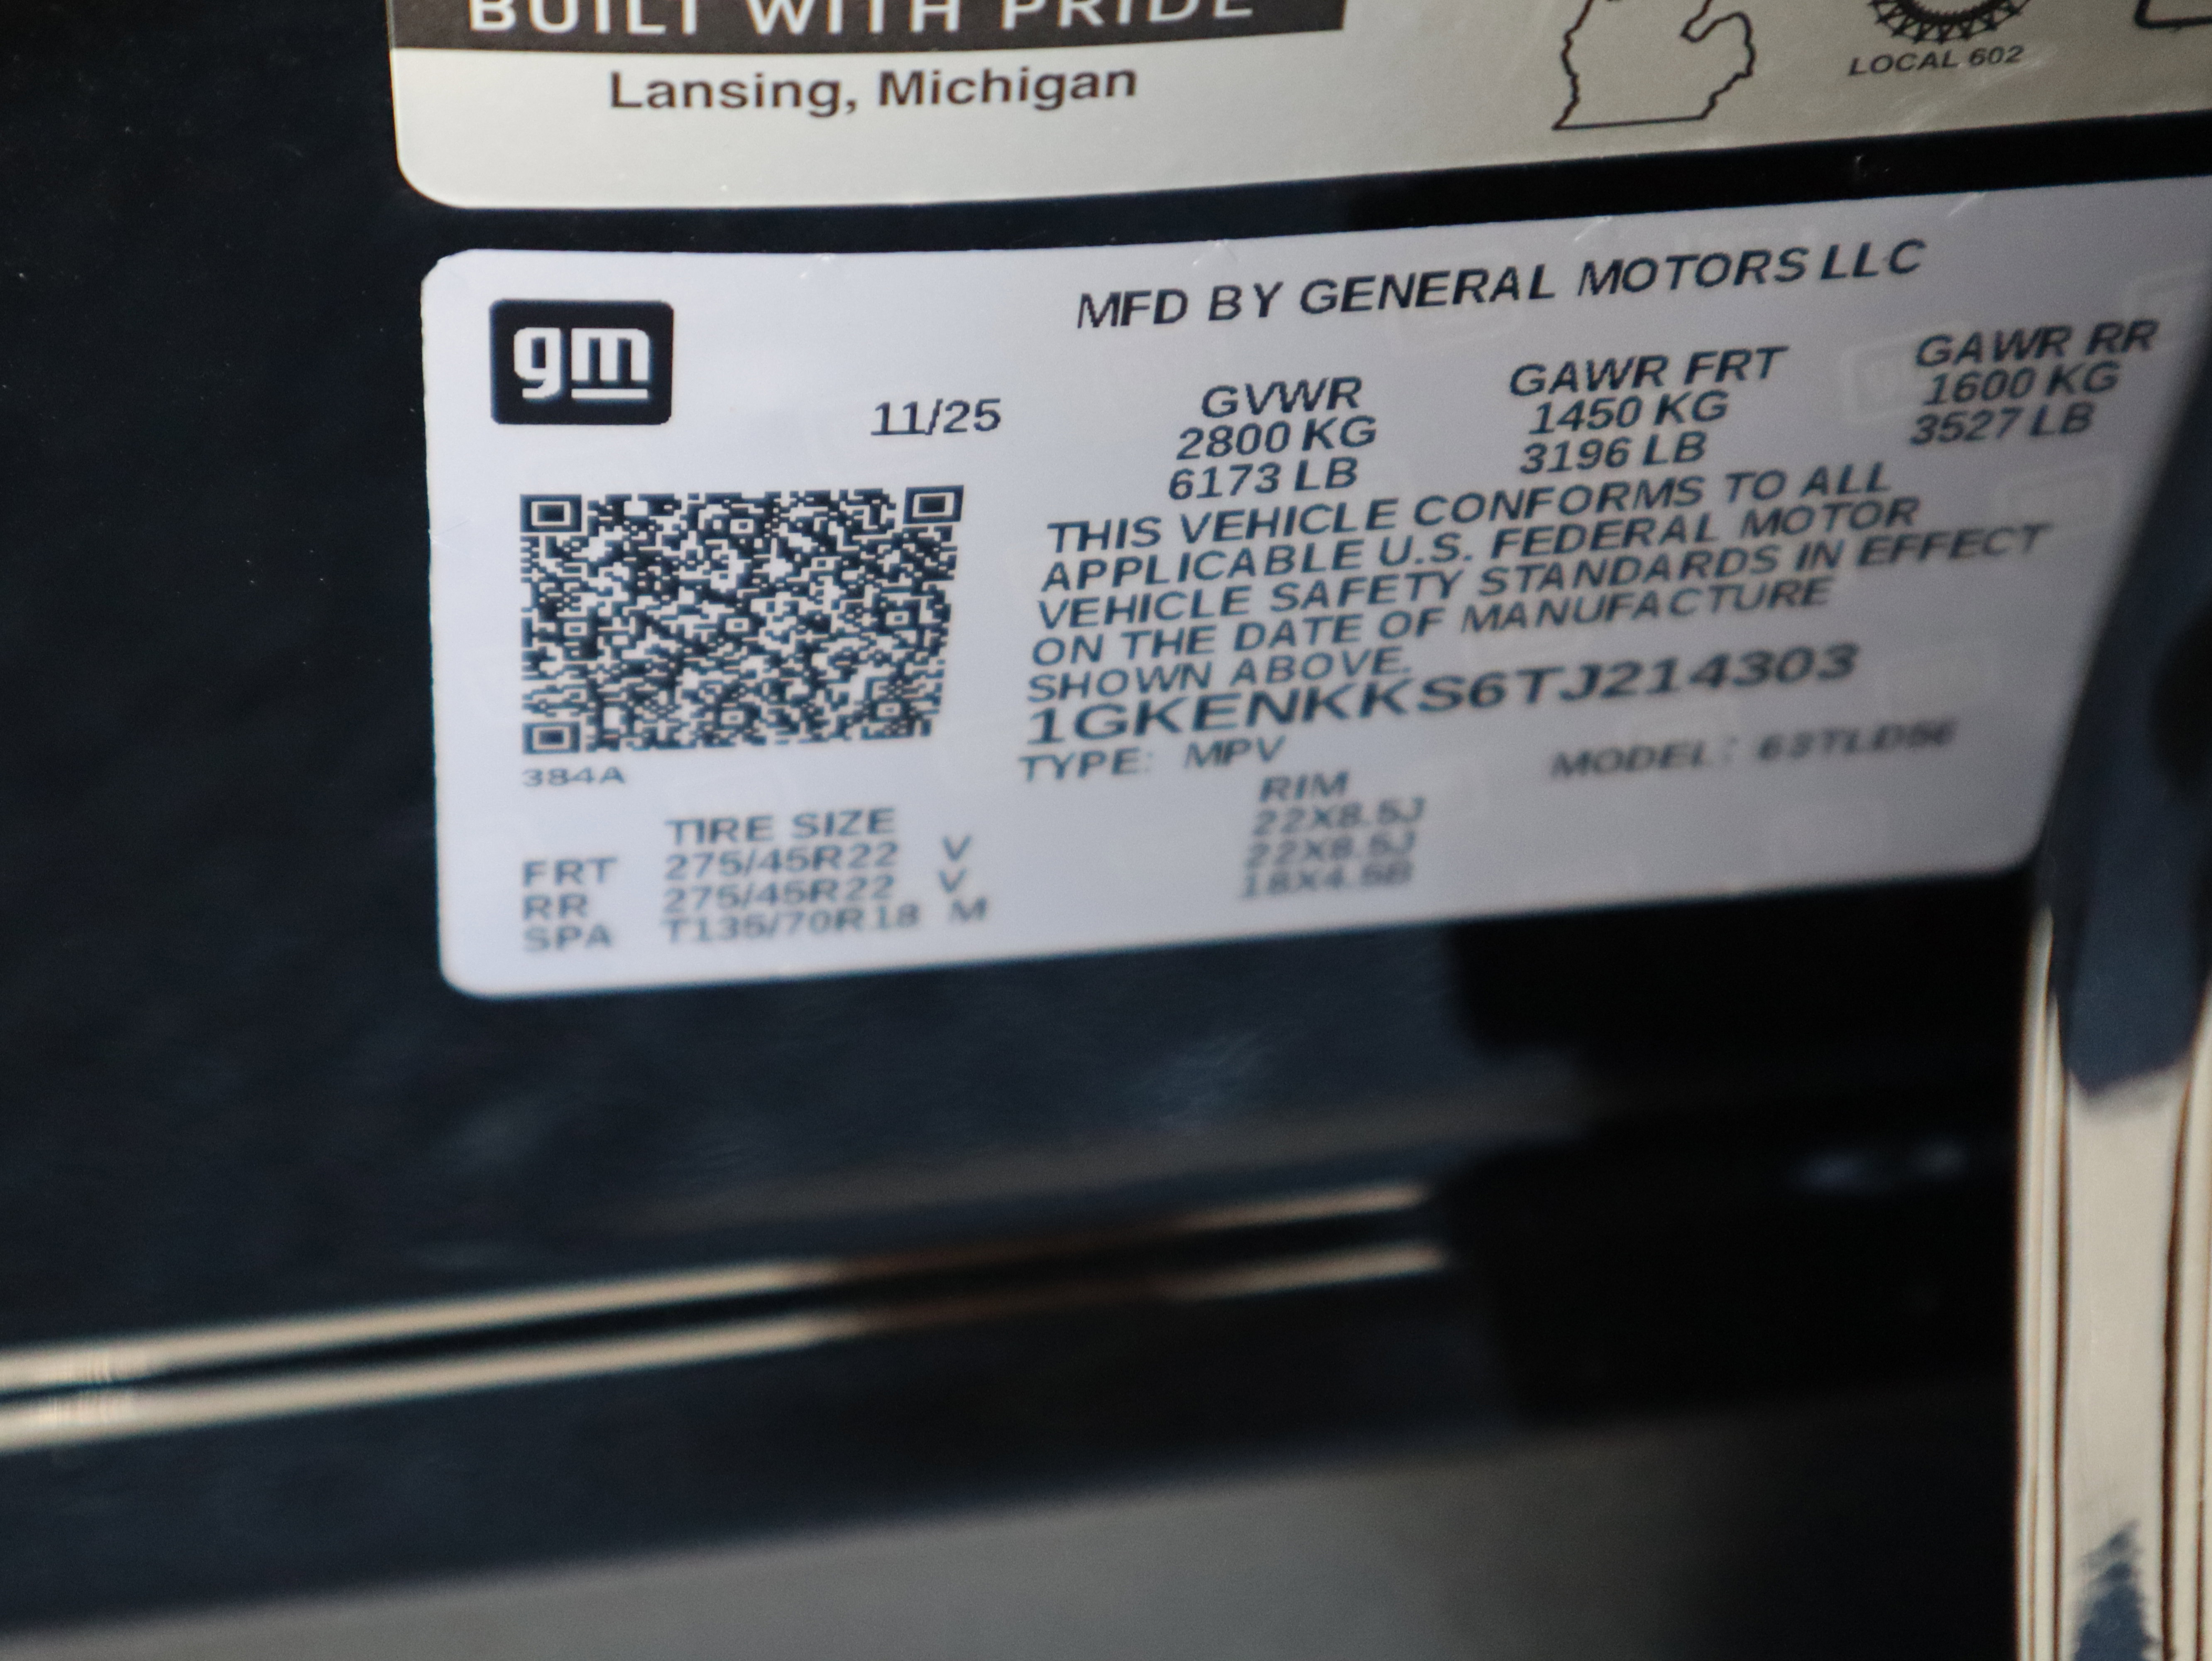 BUILT WITH PRIDE
Lansing, Michigan
LOCAL 602
gm
MFD BY GENERAL MOTORS LLC
11/25
GVWR
2800 KG
6173 LB
GAWR FRT
1450 KG
3196 LB
GAWR RR
1600 KG
3527 LB
THIS VEHICLE CONFORMS TO ALL
APPLICABLE U.S. FEDERAL MOTOR
VEHICLE SAFETY STANDARDS IN EFFECT
ON THE DATE OF MANUFACTURE
SHOWN ABOVE.
1GKENKKS6TJ214303
TYPE: MPV MODEL:
384A
TIRE SIZE RIM
FRT 275/45R22 V 22X8.5J
RR 275/45R22 V 22X8.5J
SPA T135/70R18 M 18X4.5B